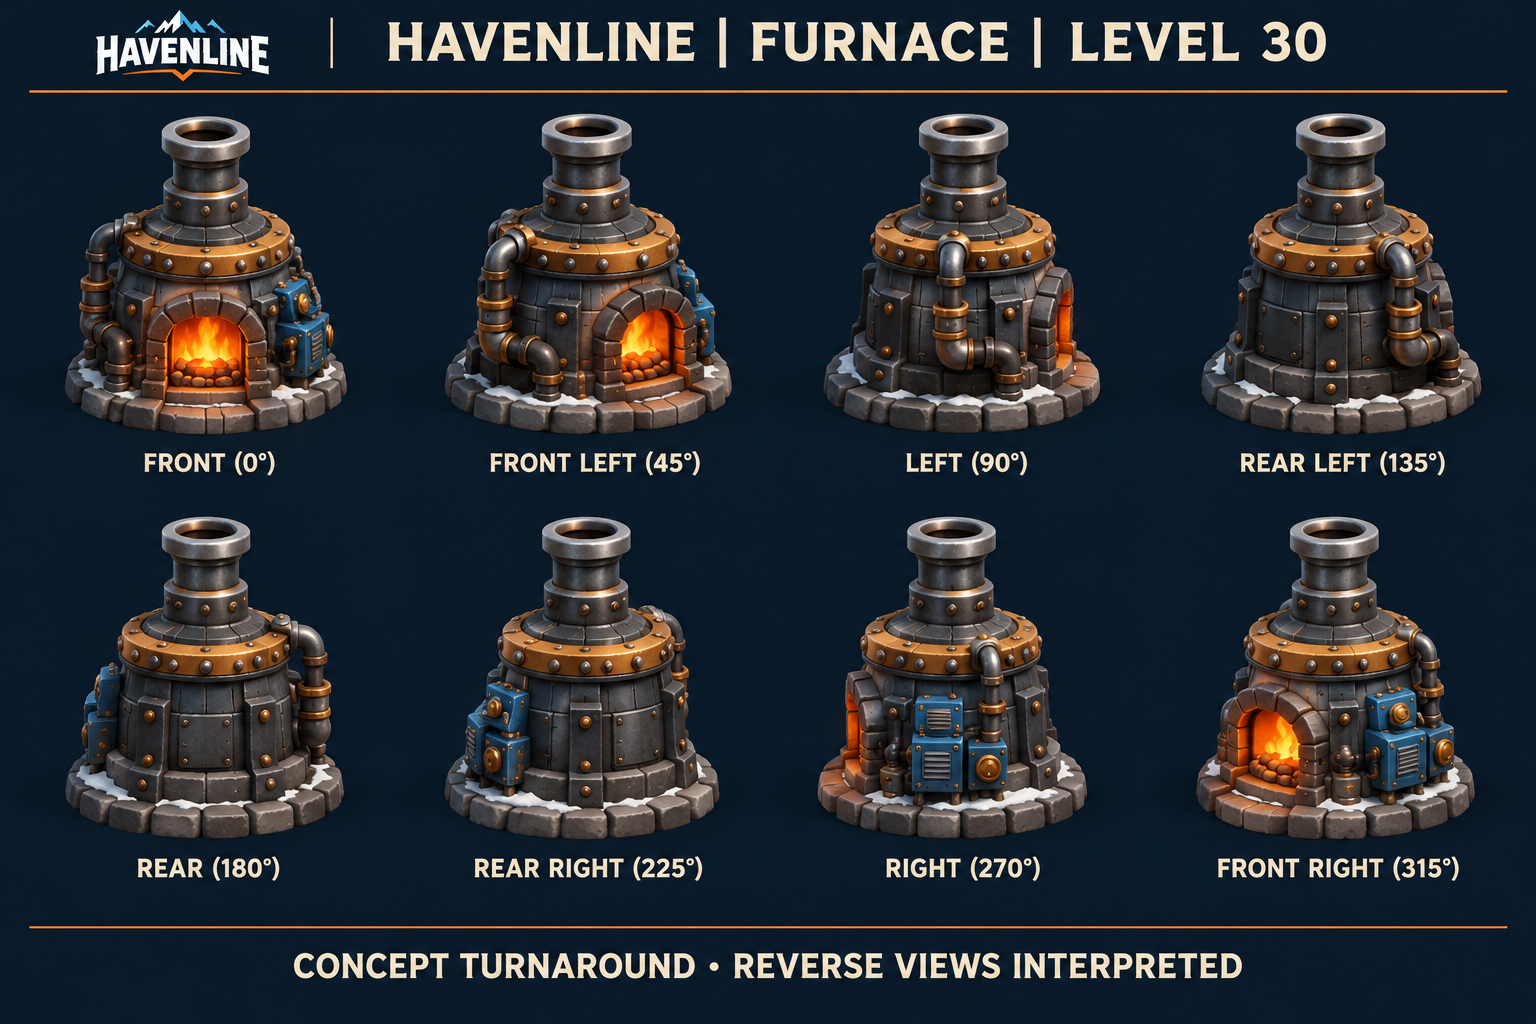 HAVENLINE
HAVENLINE | FURNACE | LEVEL 30
FRONT (0°)
FRONT LEFT (45°)
LEFT (90°)
REAR LEFT (135°)
REAR (180°)
REAR RIGHT (225°)
RIGHT (270°)
FRONT RIGHT (315°)
CONCEPT TURNAROUND • REVERSE VIEWS INTERPRETED